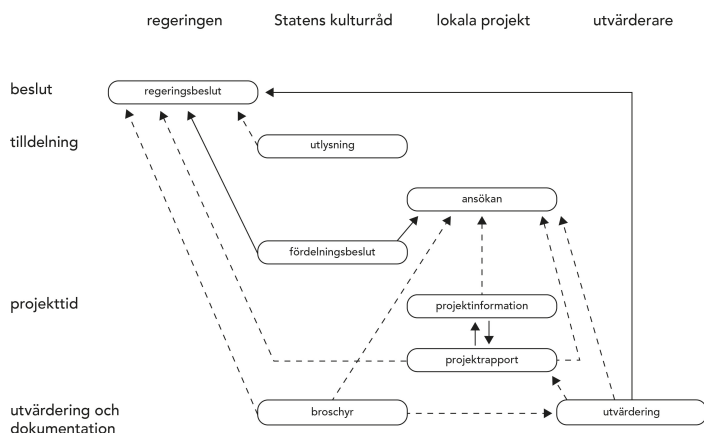 regeringen Statens kulturråd lokala projekt utvärderare
beslut
regeringsbeslut
tilldelning
utlysning
ansökan
fördelningsbeslut
projekttid
projektinformation
projektrapport
utvärdering och
dokumentation
broschyr
utvärdering